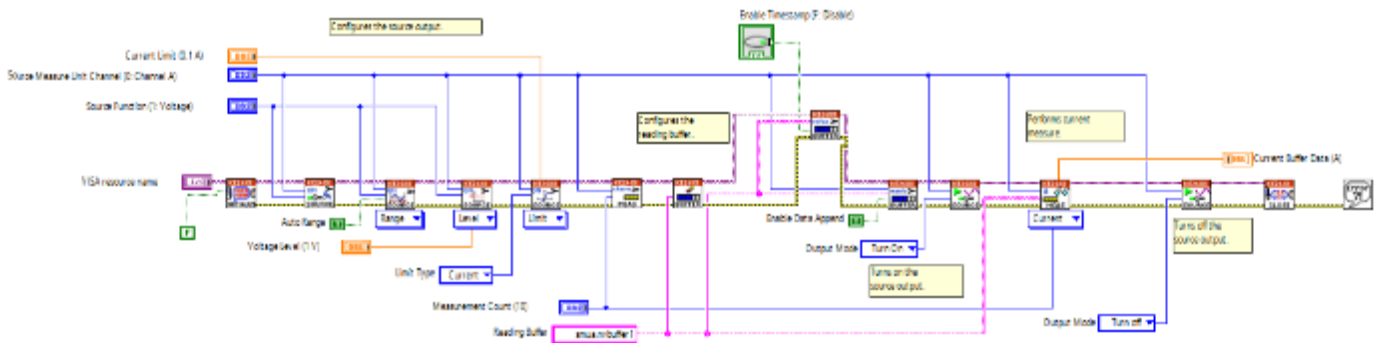 Enable Timestamp (F: Disable)
Configures the source output.
Current Limit (0.1 A)
Source Measure Unit Channel (0: Channel A)
Source Function (1: Voltage)
Configures the
reading buffer.
Performs current
measure.
Current Buffer Data (A)
VISA resource name
Auto Range
Range
Level
Limit
Enable Data Append
Current
Voltage Level (1 V)
Output Mode
Turn On
Turns off the
source output.
Limit Type
Current
Turns on the
source output.
Measurement Count (10)
Output Mode
Turn off
Reading Buffer
smua.nvbuffer1